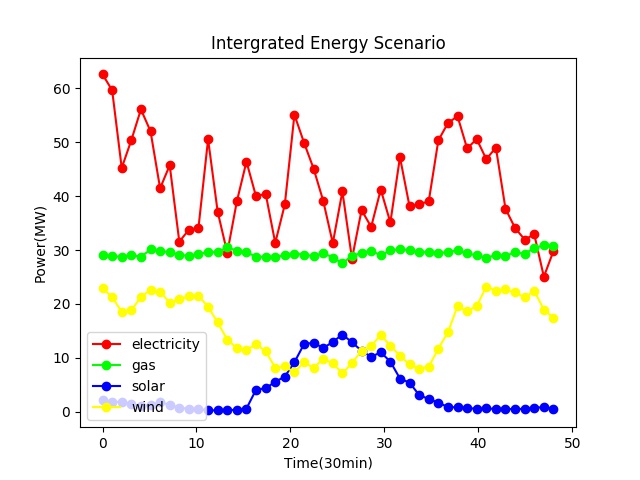 Intergrated Energy Scenario
Power(MW)
60
50
40
30
20
10
0
electricity
gas
solar
wind
0 10 20 30 40 50
Time(30min)